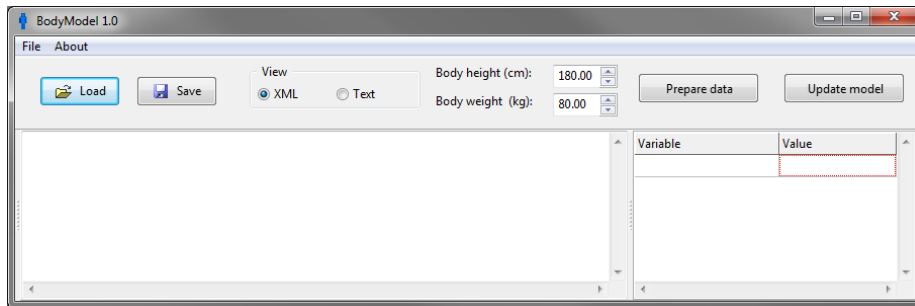 BodyModel 1.0
File About
Load Save View XML Text Body height (cm): 180.00 Body weight (kg): 80.00 Prepare data Update model
Variable Value